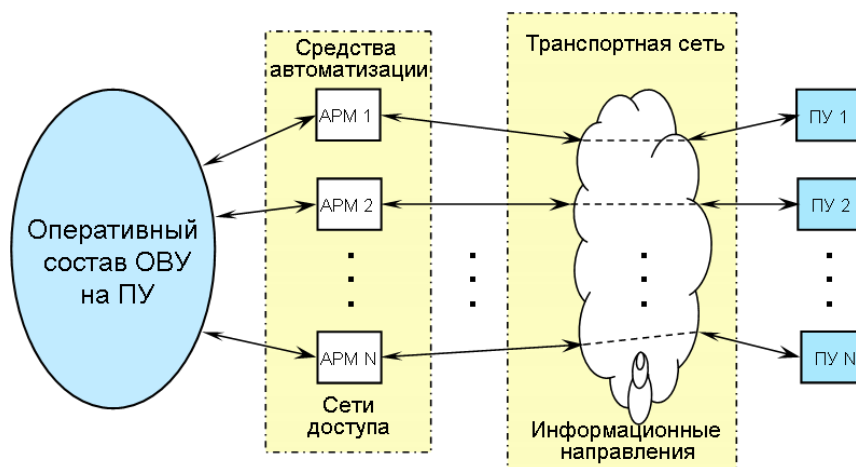 Средства
автоматизации
Транспортная сеть
АРМ 1
ПУ 1
АРМ 2
ПУ 2
Оперативный
состав ОВУ
на ПУ
АРМ N
ПУ N
Сети
доступа
Информационные
направления